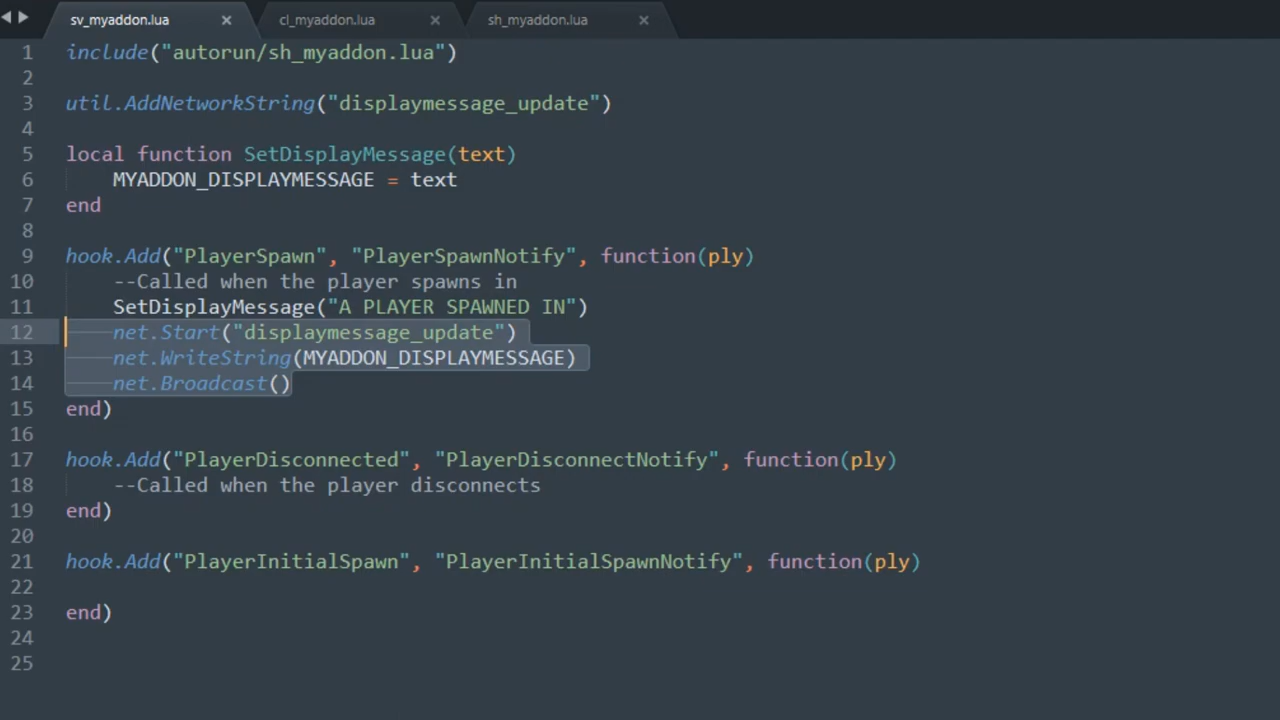 sv_myaddon.lua × cl_myaddon.lua × sh_myaddon.lua ×
1 include("autorun/sh_myaddon.lua")
2
3 util.AddNetworkString("displaymessage_update")
4
5 local function SetDisplayMessage(text)
6 MYADDON_DISPLAYMESSAGE = text
7 end
8
9 hook.Add("PlayerSpawn", "PlayerSpawnNotify", function(ply)
10 --Called when the player spawns in
11 SetDisplayMessage("A PLAYER SPAWNED IN")
12 net.Start("displaymessage_update")
13 net.WriteString(MYADDON_DISPLAYMESSAGE)
14 net.Broadcast()
15 end)
16
17 hook.Add("PlayerDisconnected", "PlayerDisconnectNotify", function(ply)
18 --Called when the player disconnects
19 end)
20
21 hook.Add("PlayerInitialSpawn", "PlayerInitialSpawnNotify", function(ply)
22
23 end)
24
25